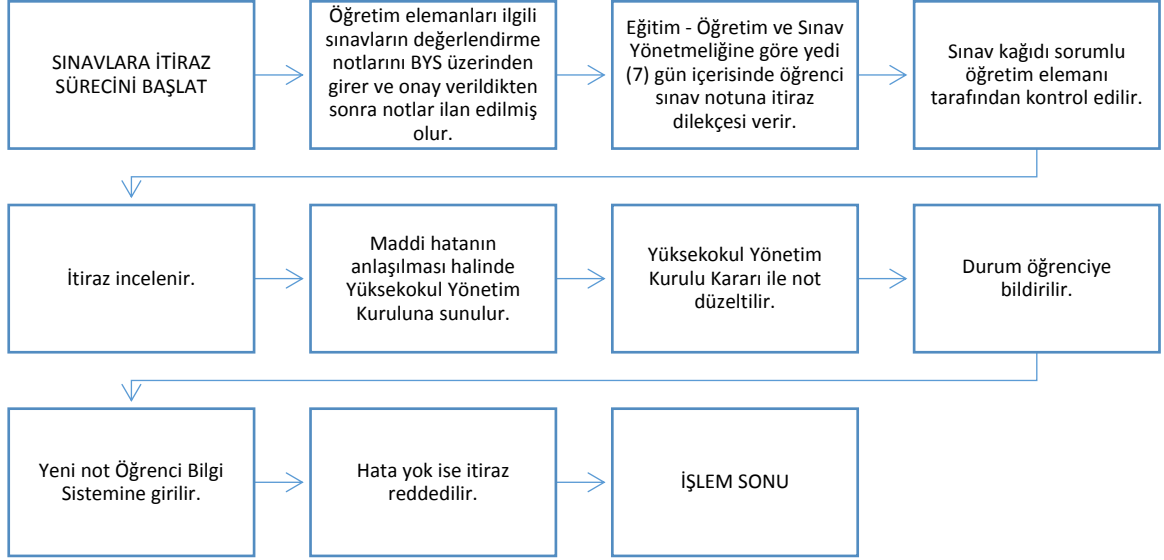 SINAVLARA İTİRAZ
SÜRECİNİ BAŞLAT
Öğretim elemanları ilgili
sınavların değerlendirme
notlarını BYS üzerinden
girer ve onay verildikten
sonra notlar ilan edilmiş
olur.
Eğitim - Öğretim ve Sınav
Yönetmeliğine göre yedi
(7) gün içerisinde öğrenci
sınav notuna itiraz
dilekçesi verir.
Sınav kağıdı sorumlu
öğretim elemanı
tarafından kontrol edilir.
İtiraz incelenir.
Maddi hatanın
anlaşılması halinde
Yüksekokul Yönetim
Kuruluna sunulur.
Yüksekokul Yönetim
Kurulu Kararı ile not
düzeltilir.
Durum öğrenciye
bildirilir.
Yeni not Öğrenci Bilgi
Sistemine girilir.
Hata yok ise itiraz
reddedilir.
İŞLEM SONU